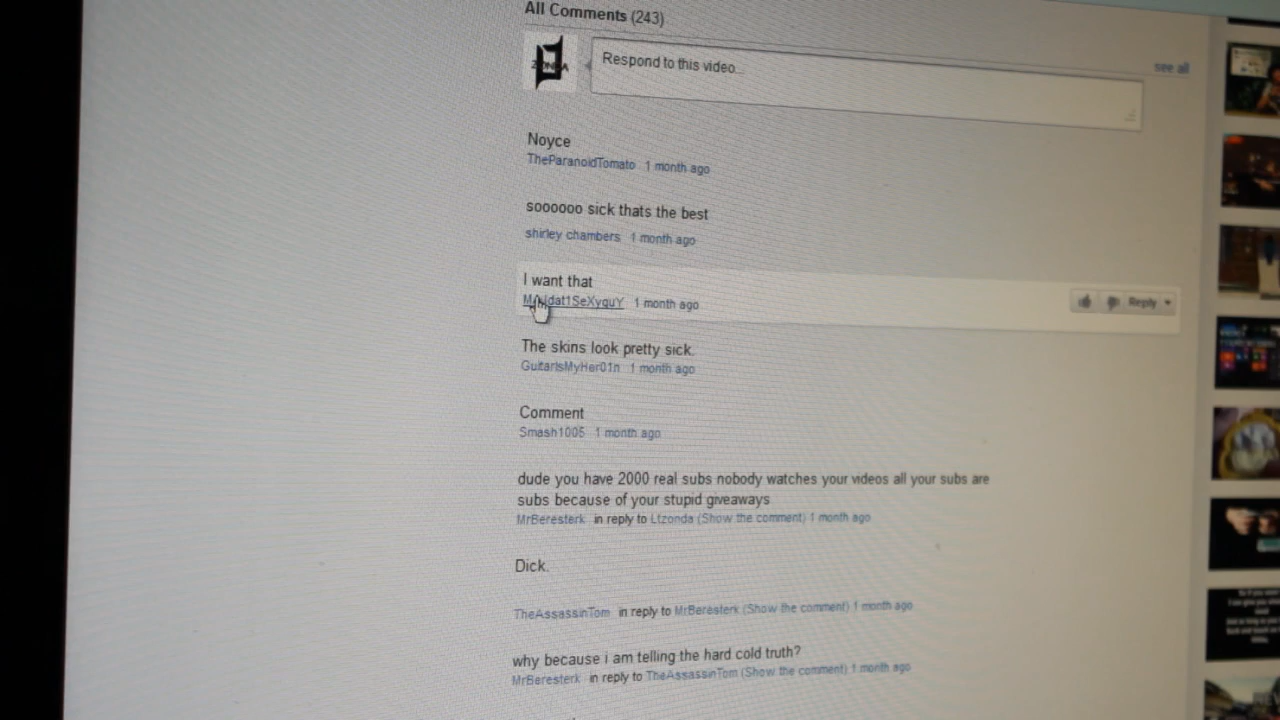 All Comments (243)
Respond to this video...
see all
Noyce
TheParanoidTomato 1 month ago
soooooo sick thats the best
shirley chambers 1 month ago
I want that
1 month ago
Reply
The skins look pretty sick.
GuitarIsMyHer01n 1 month ago
Comment
Smash1005 1 month ago
dude you have 2000 real subs nobody watches your videos all your subs are
subs because of your stupid giveaways
MrBeresterk in reply to Ltzonda (Show the comment) 1 month ago
Dick.
TheAssassinTom in reply to MrBeresterk (Show the comment) 1 month ago
why because i am telling the hard cold truth?
MrBeresterk in reply to TheAssassinTom (Show the comment) 1 month ago